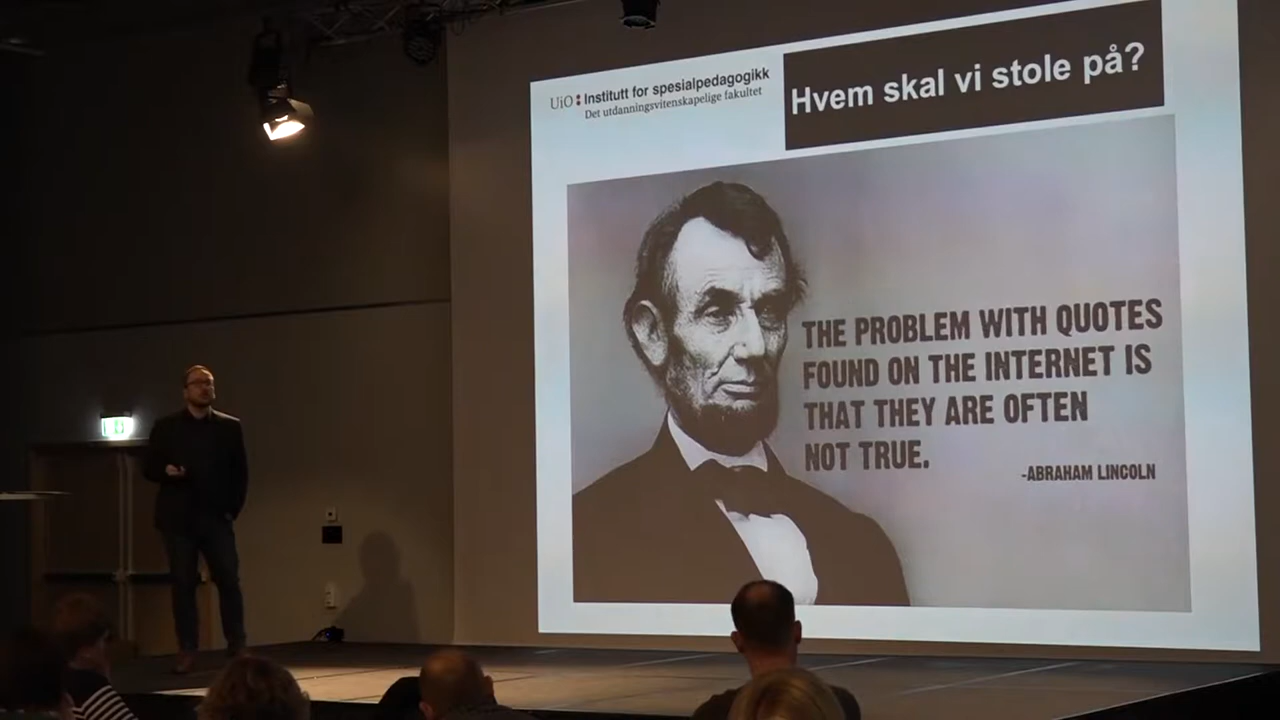 UiO: Institutt for spesialpedagogikk
Det utdanningsvitenskapelige fakultet
Hvem skal vi stole på?
THE PROBLEM WITH QUOTES
FOUND ON THE INTERNET IS
THAT THEY ARE OFTEN
NOT TRUE.
-ABRAHAM LINCOLN